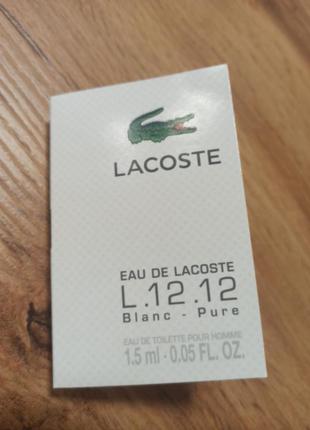 LACOSTE
EAU DE LACOSTE
L.12.12
Blanc - Pure
EAU DE TOILETTE POUR HOMME
1.5 ml - 0.05 FL. OZ.